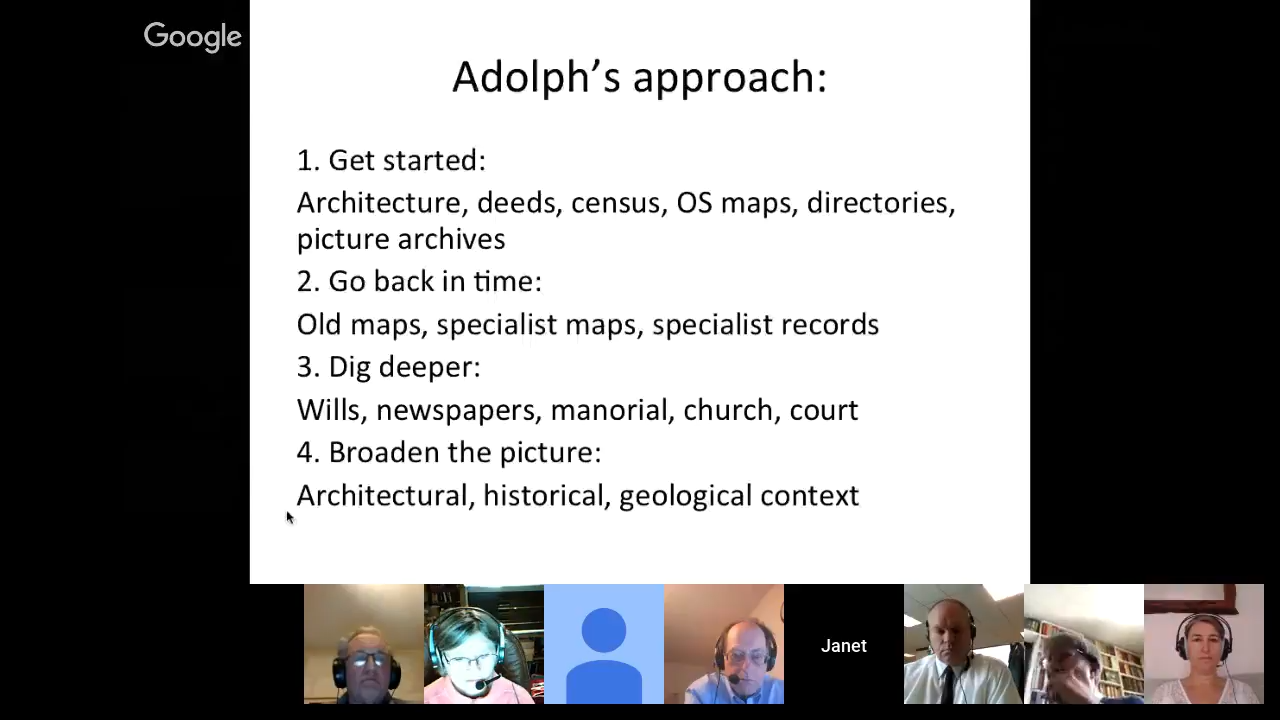 Google
Adolph’s approach:
1. Get started:
Architecture, deeds, census, OS maps, directories,
picture archives
2. Go back in time:
Old maps, specialist maps, specialist records
3. Dig deeper:
Wills, newspapers, manorial, church, court
4. Broaden the picture:
Architectural, historical, geological context
Janet